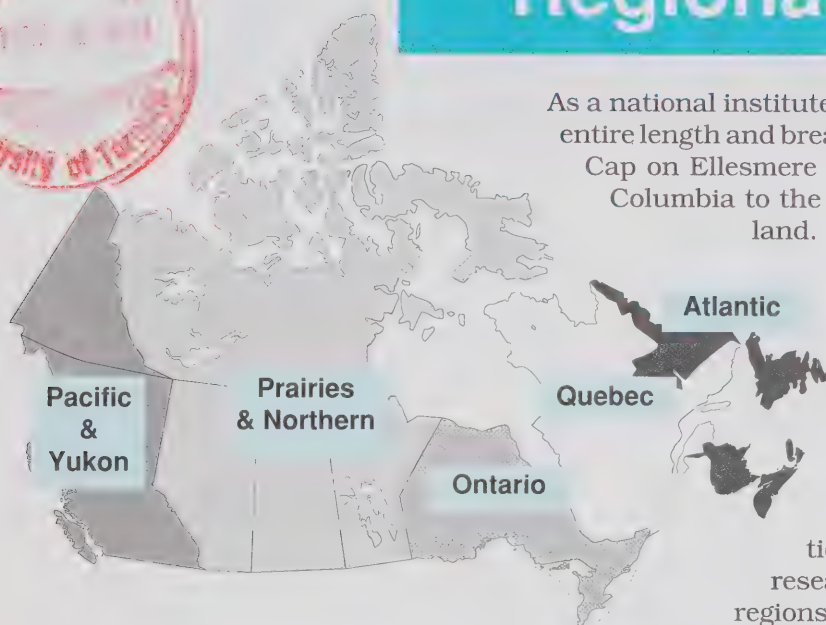 Regiona
As a national institute
entire length and brea
Cap on Ellesmere
Columbia to the
land.
Atlantic
Pacific
&
Yukon
Prairies
& Northern
Quebec
Ontario
resea
regions